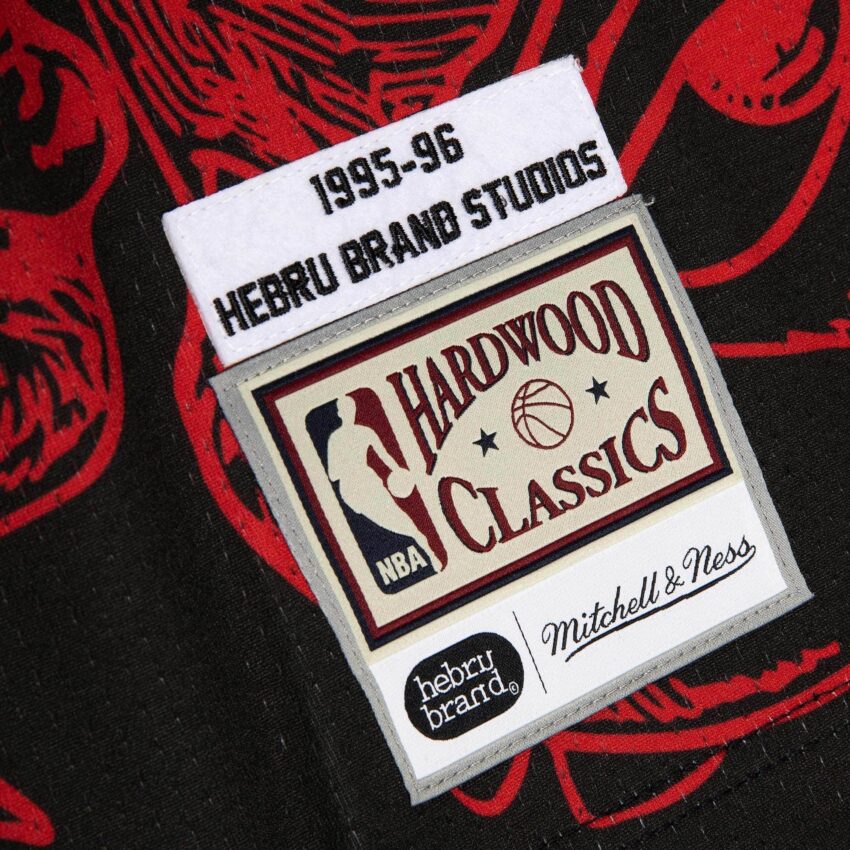 1995-96
HEBRU BRAND STUDIOS
HARDWOOD
CLASSICS
NBA
hebru
brand©
Mitchell & Ness